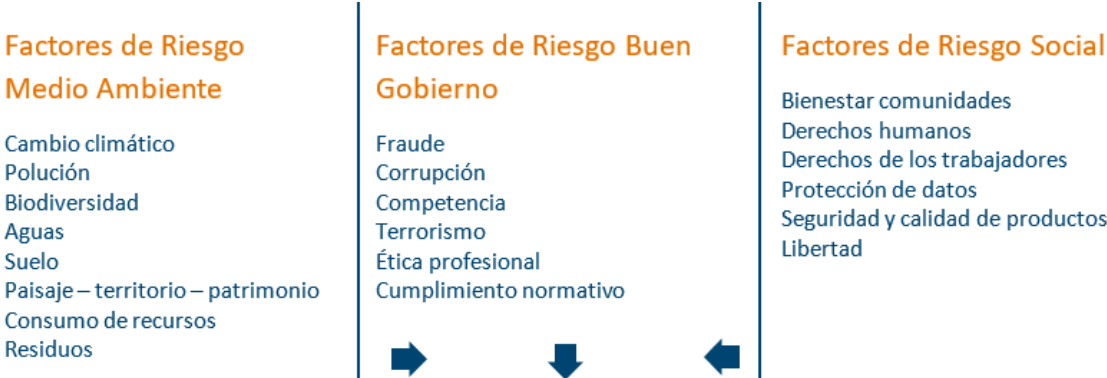 Factores de Riesgo
Medio Ambiente
Cambio climático
Polución
Biodiversidad
Aguas
Suelo
Paisaje – territorio – patrimonio
Consumo de recursos
Residuos
Factores de Riesgo Buen
Gobierno
Fraude
Corrupción
Competencia
Terrorismo
Ética profesional
Cumplimiento normativo
Factores de Riesgo Social
Bienestar comunidades
Derechos humanos
Derechos de los trabajadores
Protección de datos
Seguridad y calidad de productos
Libertad